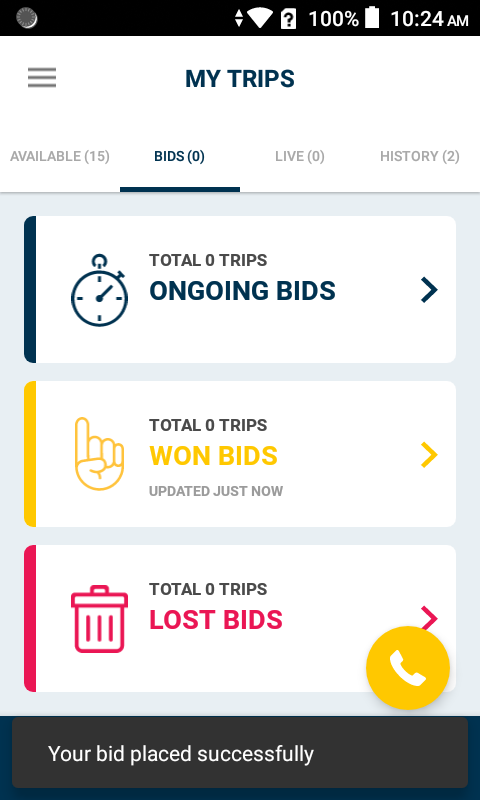 100% 10:24 AM
MY TRIPS
AVAILABLE (15) BIDS (0) LIVE (0) HISTORY (2)
TOTAL 0 TRIPS
ONGOING BIDS
TOTAL 0 TRIPS
WON BIDS
UPDATED JUST NOW
TOTAL 0 TRIPS
LOST BIDS
Your bid placed successfully